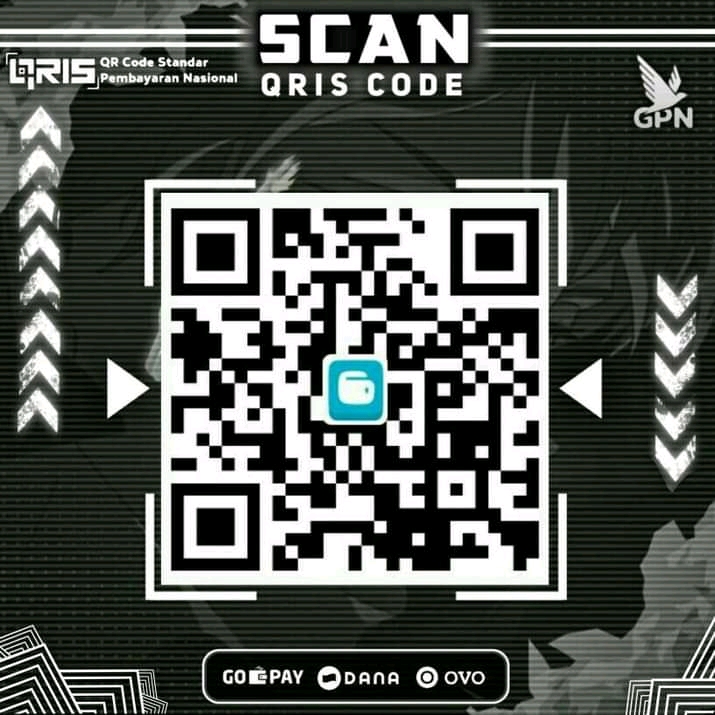 SCAN
QRIS CODE
QRIS QR Code Standar
Pembayaran Nasional
GPN
GOPAY DANA OVO